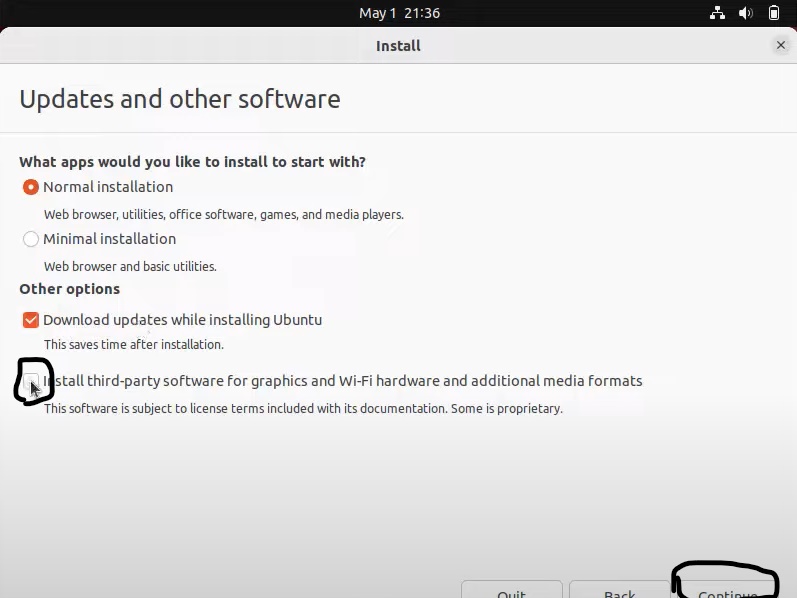 May 1 21:36
Install
Updates and other software
What apps would you like to install to start with?
Normal installation
Web browser, utilities, office software, games, and media players.
Minimal installation
Web browser and basic utilities.
Other options
Download updates while installing Ubuntu
This saves time after installation.
Install third-party software for graphics and Wi-Fi hardware and additional media formats
This software is subject to license terms included with its documentation. Some is proprietary.
Quit Back Continue